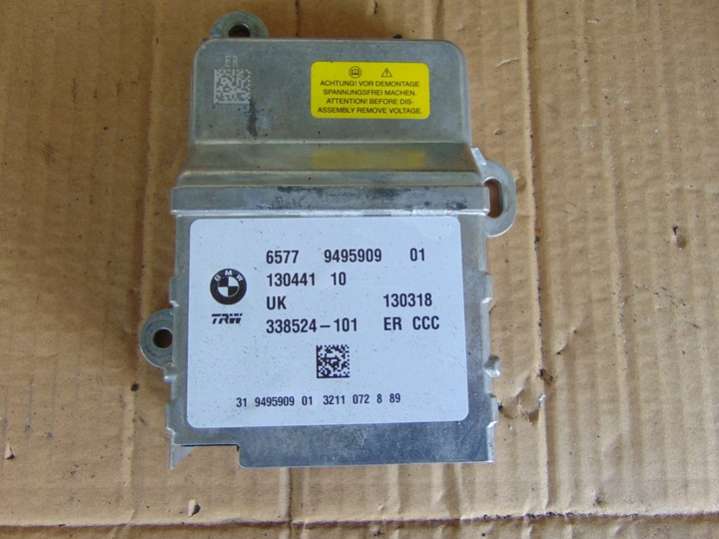 ACHTUNG! VOR DEMONTAGE
SPANNUNGSFREI MACHEN.
ATTENTION! BEFORE DIS-
ASSEMBLY REMOVE VOLTAGE.
6577 9495909 01
130441 10
BMW
UK 130318
TRW 338524-101 ER CCC
31 9495909 01 3211 072 8 89